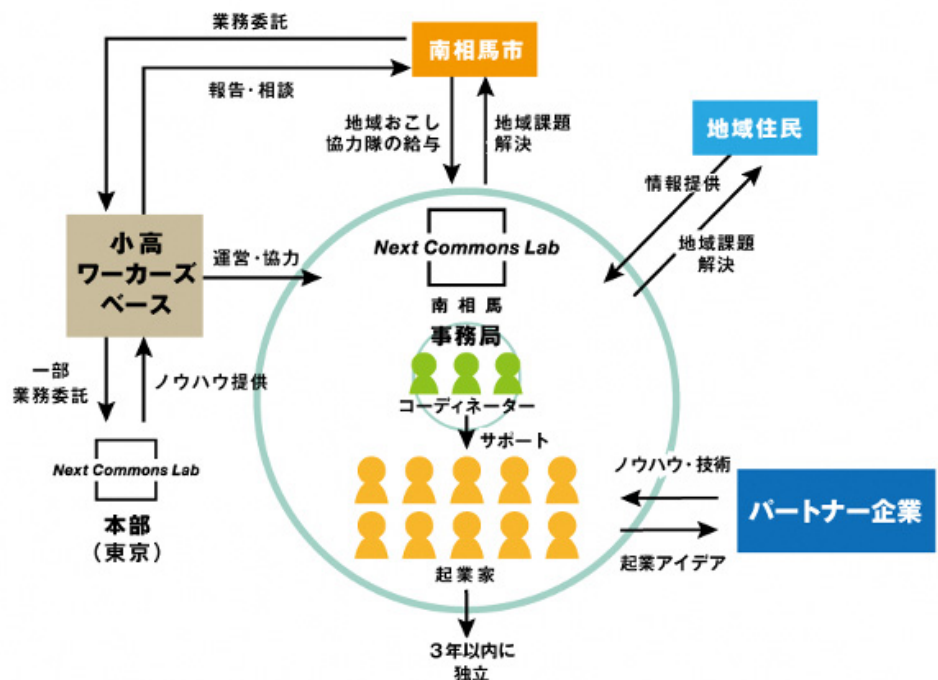 業務委託
南相馬市
報告・相談
地域おこし
協力隊の給与
地域課題
解決
地域住民
情報提供
地域課題
解決
小高
ワーカーズ
ベース
運営・協力
Next Commons Lab
南相馬
事務局
コーディネーター
サポート
一部
業務委託
ノウハウ提供
Next Commons Lab
本部
（東京）
ノウハウ・技術
パートナー企業
起業アイデア
起業家
3年以内に
独立